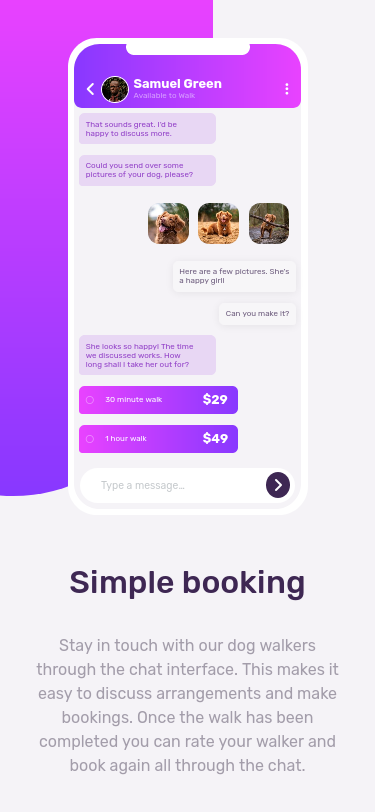 Samuel Green
Available to Walk
That sounds great. I'd be
happy to discuss more.
Could you send over some
pictures of your dog, please?
Here are a few pictures. She's
a happy girl!
Can you make it?
She looks so happy! The time
we discussed works. How
long shall I take her out for?
30 minute walk $29
1 hour walk $49
Type a message...
Simple booking
Stay in touch with our dog walkers
through the chat interface. This makes it
easy to discuss arrangements and make
bookings. Once the walk has been
completed you can rate your walker and
book again all through the chat.